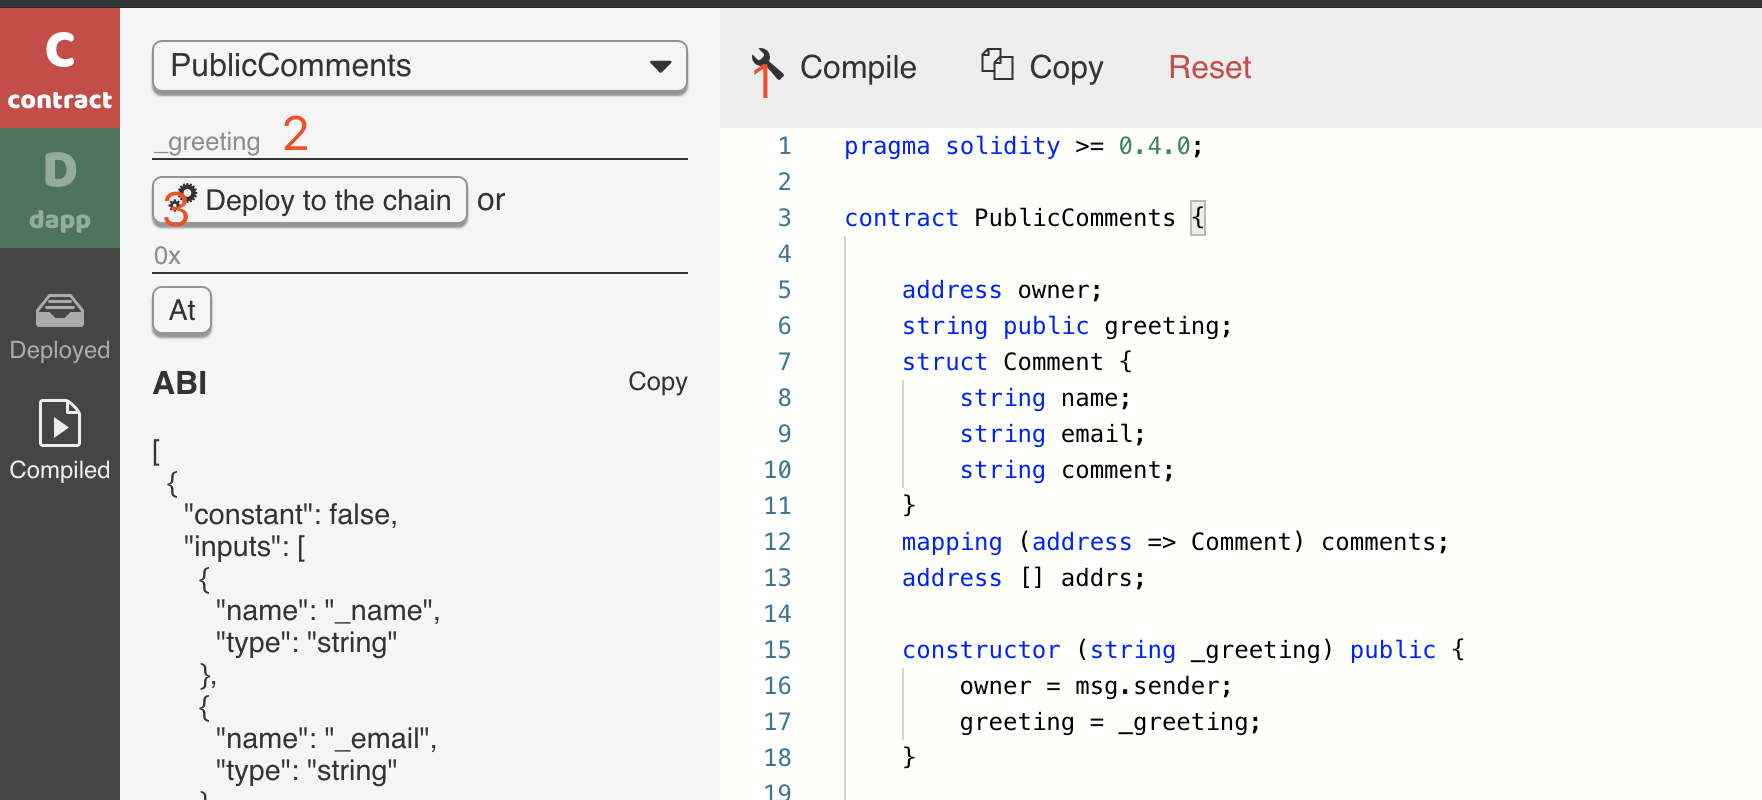 C
contract
D
dapp
Deployed
Compiled
PublicComments
_greeting 2
3 Deploy to the chain or
0x
At
ABI Copy
[
{
"constant": false,
"inputs": [
{
"name": "_name",
"type": "string"
},
{
"name": "_email",
"type": "string"
}
1 Compile Copy Reset
1 pragma solidity >= 0.4.0;
2
3 contract PublicComments {
4
5 address owner;
6 string public greeting;
7 struct Comment {
8 string name;
9 string email;
10 string comment;
11 }
12 mapping (address => Comment) comments;
13 address [] addrs;
14
15 constructor (string _greeting) public {
16 owner = msg.sender;
17 greeting = _greeting;
18 }
19